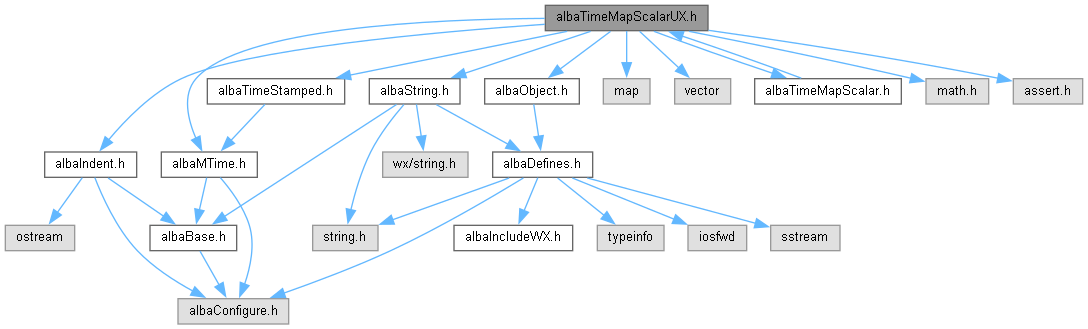 albaTimeMapScalarUX.h
albaTimeStamped.h
albaString.h
albaObject.h
map
vector
albaTimeMapScalar.h
math.h
assert.h
albaIndent.h
albaMTime.h
wx/string.h
albaDefines.h
ostream
albaBase.h
string.h
albaIncludeWX.h
typeinfo
iosfwd
sstream
albaConfigure.h